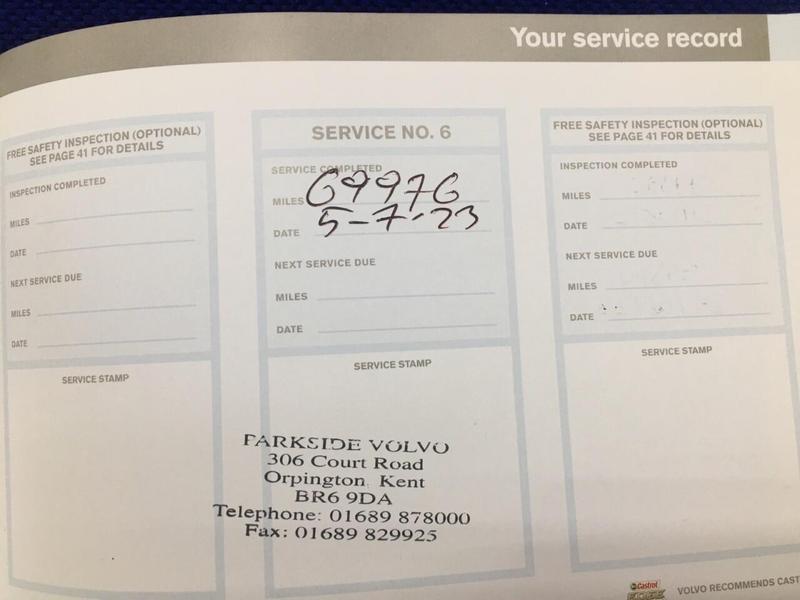 Your service record
FREE SAFETY INSPECTION (OPTIONAL)
SEE PAGE 41 FOR DETAILS
INSPECTION COMPLETED
MILES
DATE
NEXT SERVICE DUE
MILES
DATE
SERVICE STAMP
SERVICE NO. 6
SERVICE COMPLETED
MILES 69976
DATE 5-7-23
NEXT SERVICE DUE
MILES
DATE
SERVICE STAMP
PARKSIDE VOLVO
306 Court Road
Orpington Kent
BR6 9DA
Telephone: 01689 878000
Fax: 01689 829925
FREE SAFETY INSPECTION (OPTIONAL)
SEE PAGE 41 FOR DETAILS
INSPECTION COMPLETED
MILES
DATE
NEXT SERVICE DUE
MILES
DATE
SERVICE STAMP
Castrol
EDGE
VOLVO RECOMMENDS CAST